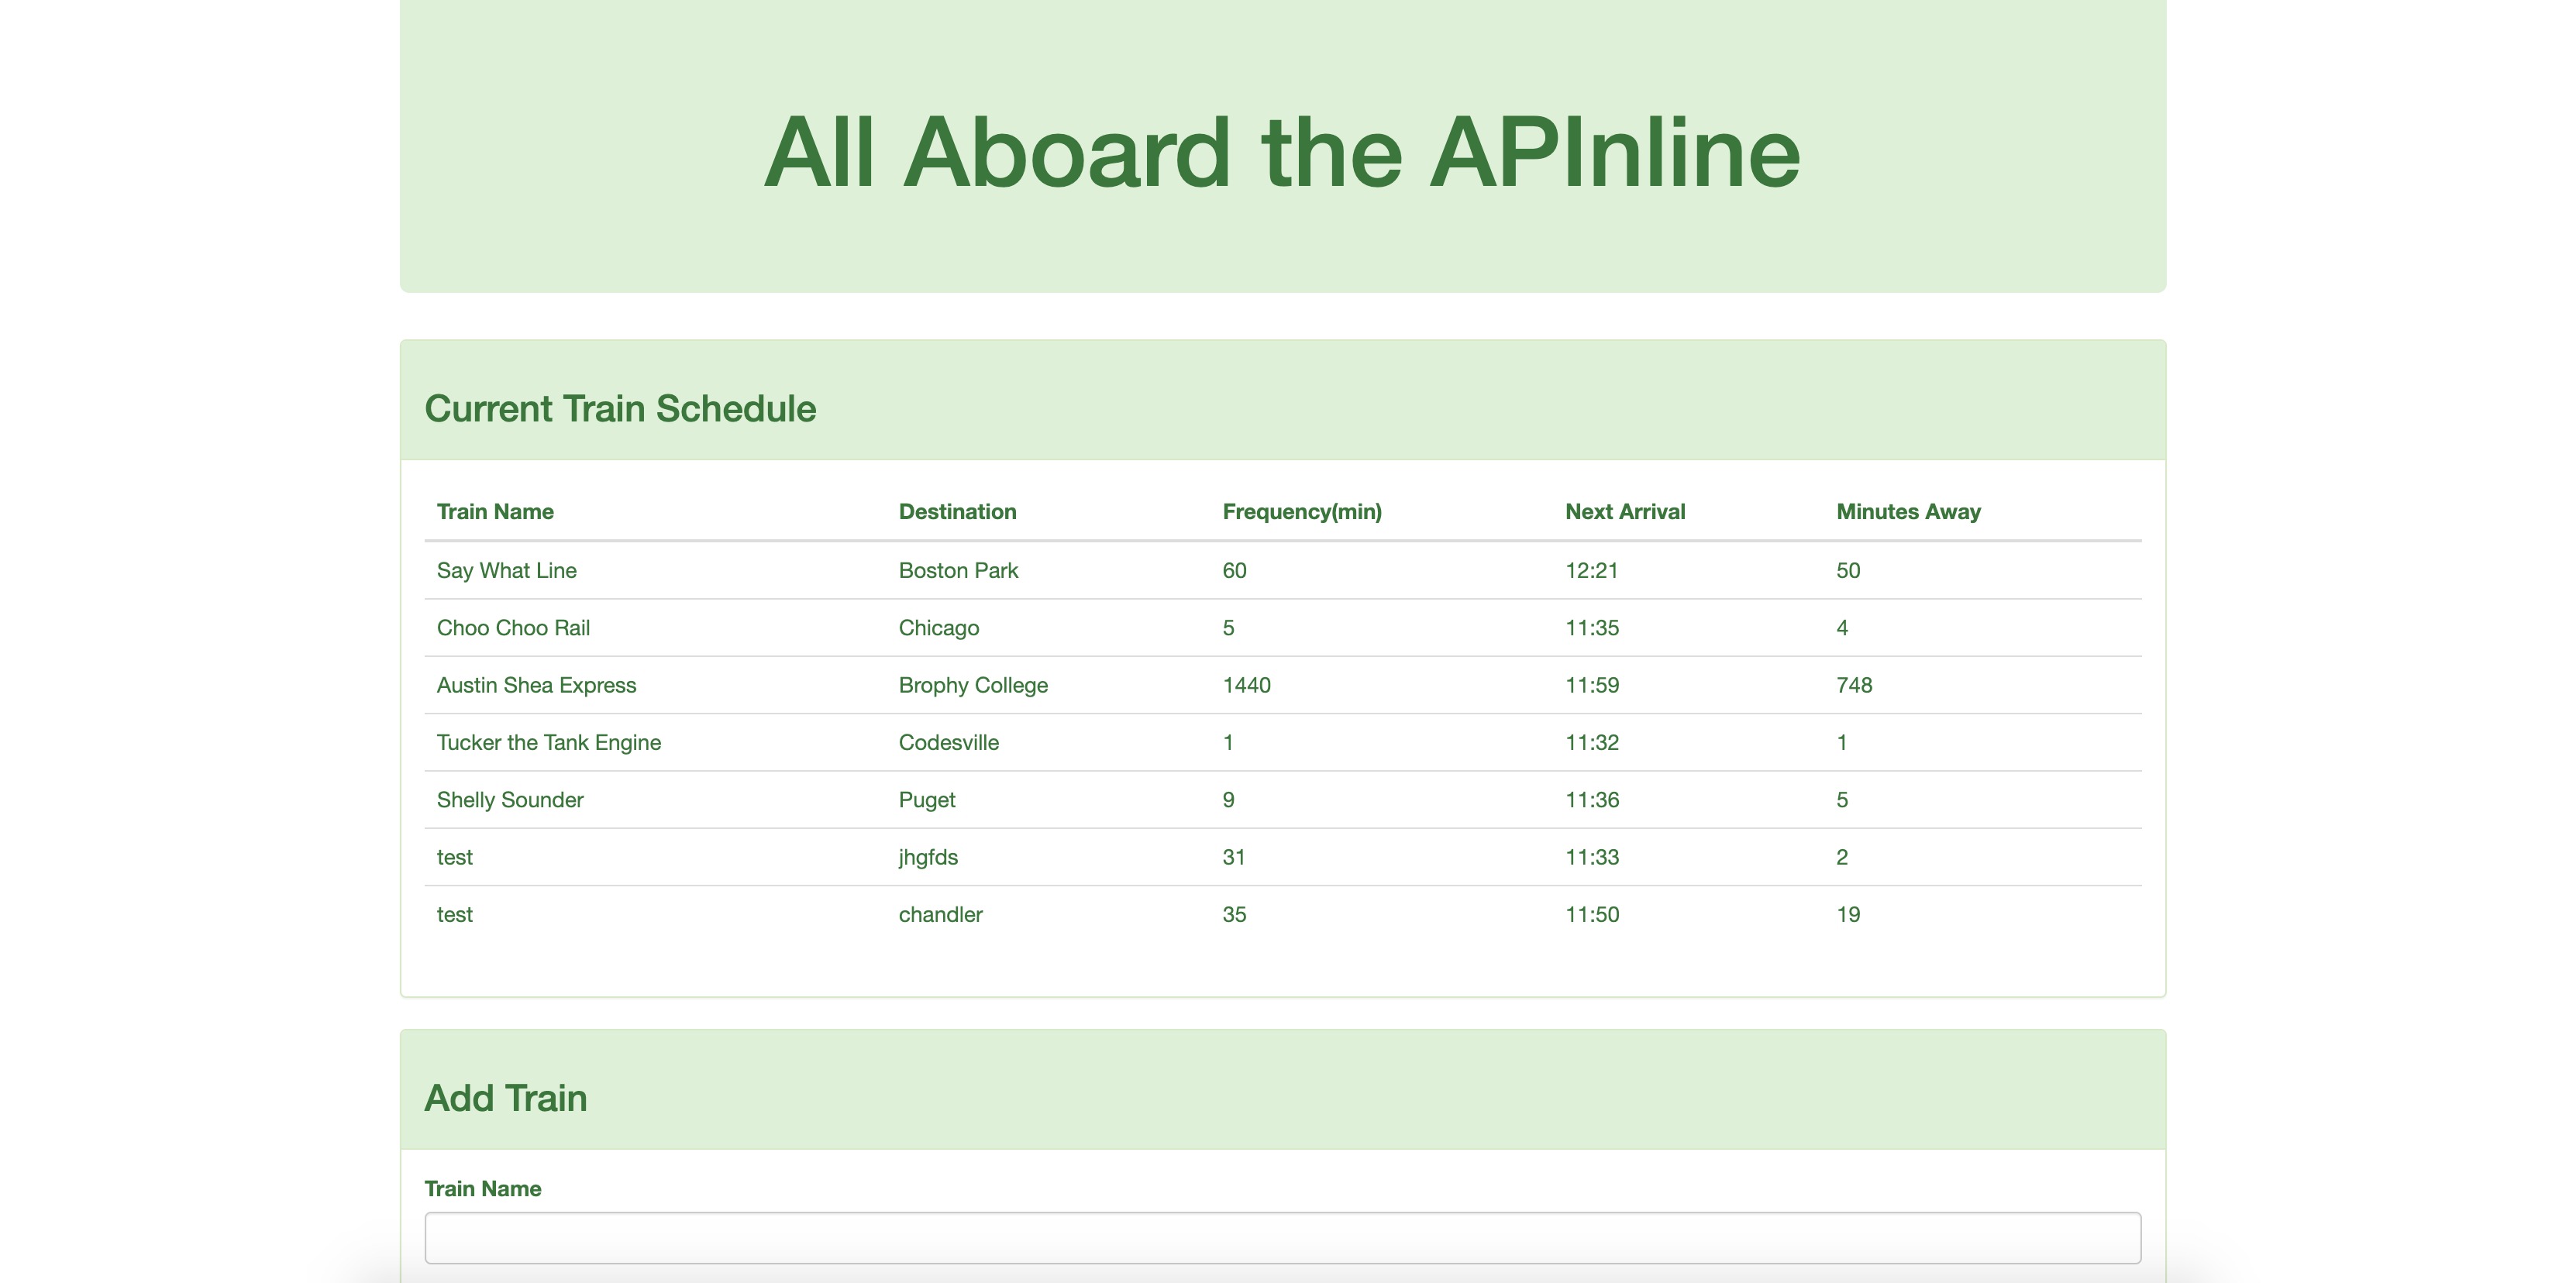 All Aboard the APInline
Current Train Schedule
Train Name Destination Frequency(min) Next Arrival Minutes Away
Say What Line Boston Park 60 12:21 50
Choo Choo Rail Chicago 5 11:35 4
Austin Shea Express Brophy College 1440 11:59 748
Tucker the Tank Engine Codesville 1 11:32 1
Shelly Sounder Puget 9 11:36 5
test jhgfds 31 11:33 2
test chandler 35 11:50 19
Add Train
Train Name